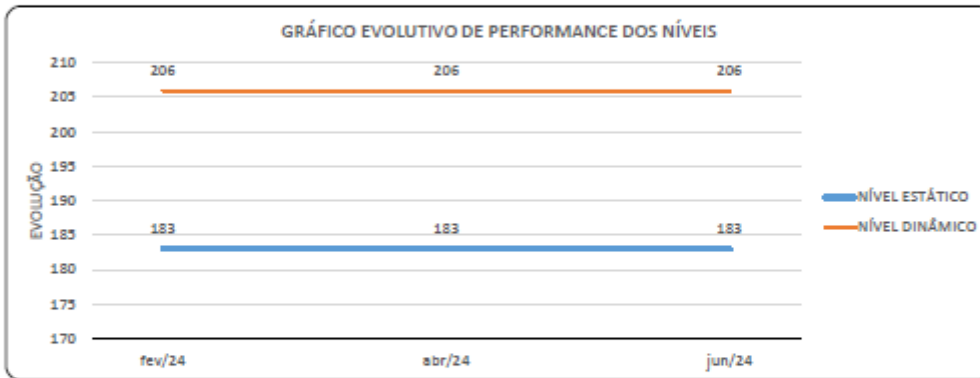 GRÁFICO EVOLUTIVO DE PERFORMANCE DOS NÍVEIS
EVOLUÇÃO
210
205
200
195
190
185
180
175
170
206 206 206
183 183 183
fev/24 abr/24 jun/24
NÍVEL ESTÁTICO
NÍVEL DINÂMICO